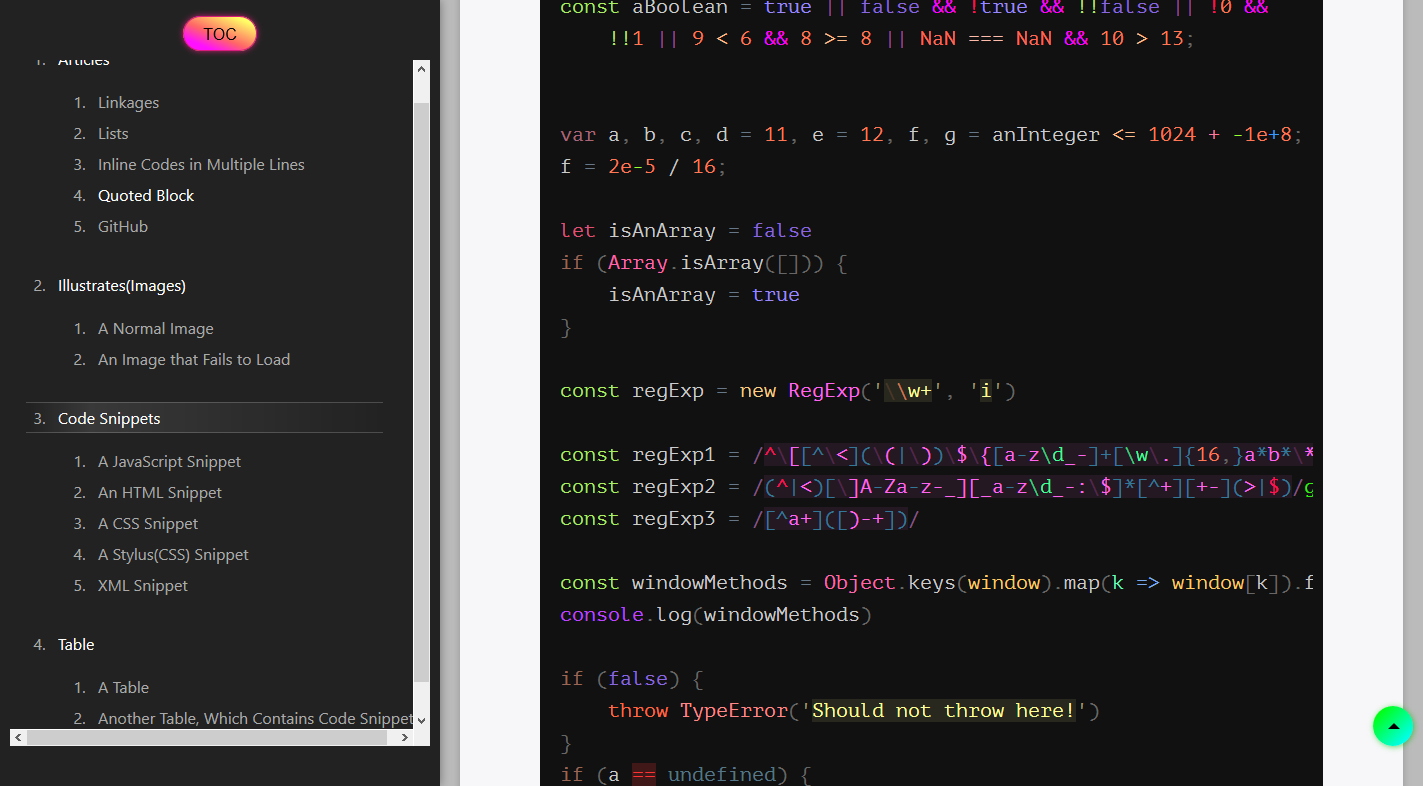 TOC
1. Articles
1. Linkages
2. Lists
3. Inline Codes in Multiple Lines
4. Quoted Block
5. GitHub
2. Illustrates(Images)
1. A Normal Image
2. An Image that Fails to Load
3. Code Snippets
1. A JavaScript Snippet
2. An HTML Snippet
3. A CSS Snippet
4. A Stylus(CSS) Snippet
5. XML Snippet
4. Table
1. A Table
2. Another Table, Which Contains Code Snippet
const aBoolean = true || false && !true && !!false || !0 &&
!!1 || 9 < 6 && 8 >= 8 || NaN === NaN && 10 > 13;
var a, b, c, d = 11, e = 12, f, g = anInteger <= 1024 + -1e+8;
f = 2e-5 / 16;
let isAnArray = false
if (Array.isArray([])) {
isAnArray = true
}
const regExp = new RegExp('\\w+', 'i')
const regExp1 = /^\[[^\<](\(|\))\$\{[a-z\d_-]+[\w\.]{16,}a*b*\*
const regExp2 = /(^|<)[\]A-Za-z-_][_a-z\d_-:\$]*[^+][+-](>|$)/g
const regExp3 = /[^a+]([)-+])/
const windowMethods = Object.keys(window).map(k => window[k]).f
console.log(windowMethods)
if (false) {
throw TypeError('Should not throw here!')
}
if (a == undefined) {